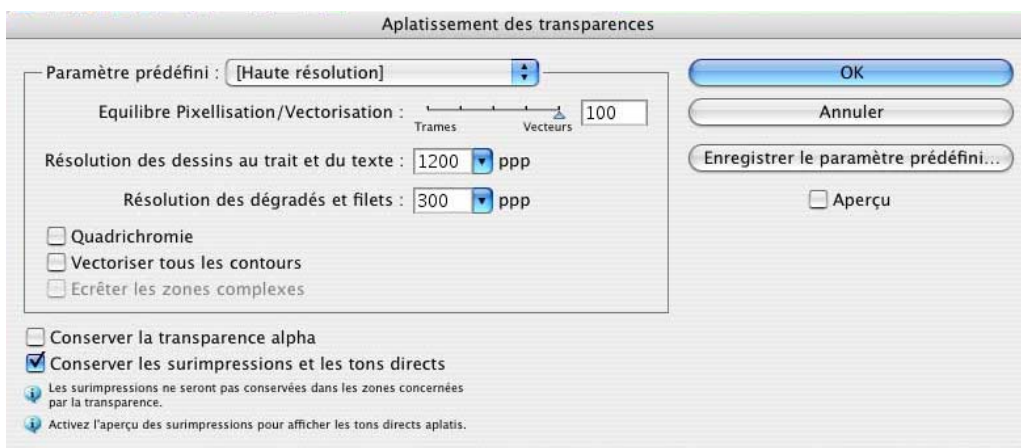 Aplatissement des transparences
Paramètre prédéfini : [Haute résolution]
OK
Equilibre Pixellisation/Vectorisation : 100
Trames Vecteurs
Annuler
Résolution des dessins au trait et du texte : 1200 ppp
Enregistrer le paramètre prédéfini...
Résolution des dégradés et filets : 300 ppp
Aperçu
Quadrichromie
Vectoriser tous les contours
Ecrêter les zones complexes
Conserver la transparence alpha
Conserver les surimpressions et les tons directs
Les surimpressions ne seront pas conservées dans les zones concernées
par la transparence.
Activez l'aperçu des surimpressions pour afficher les tons directs aplatis.